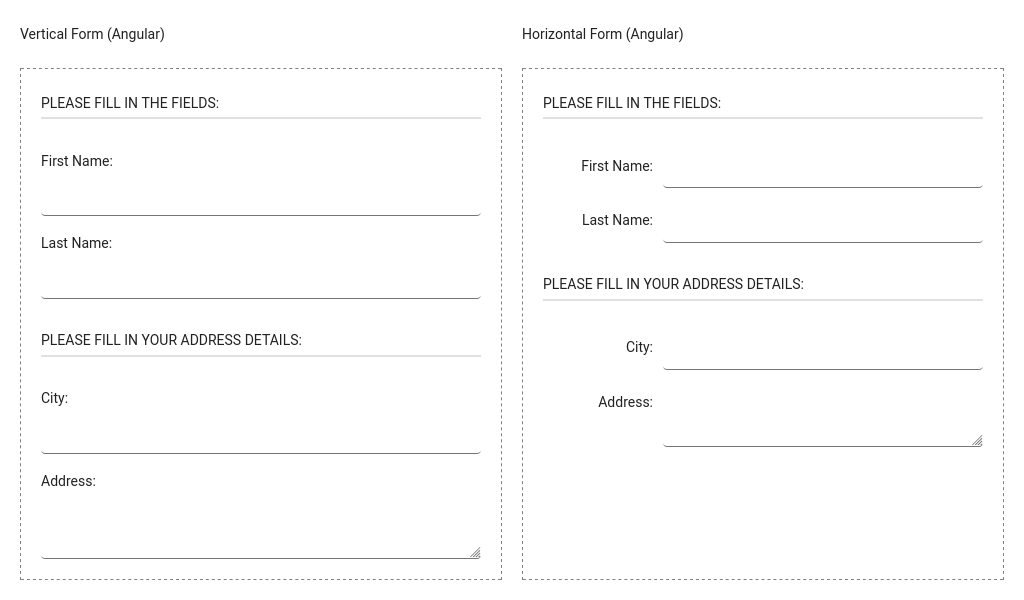 Vertical Form (Angular)
PLEASE FILL IN THE FIELDS:
First Name:
Last Name:
PLEASE FILL IN YOUR ADDRESS DETAILS:
City:
Address:
Horizontal Form (Angular)
PLEASE FILL IN THE FIELDS:
First Name:
Last Name:
PLEASE FILL IN YOUR ADDRESS DETAILS:
City:
Address: